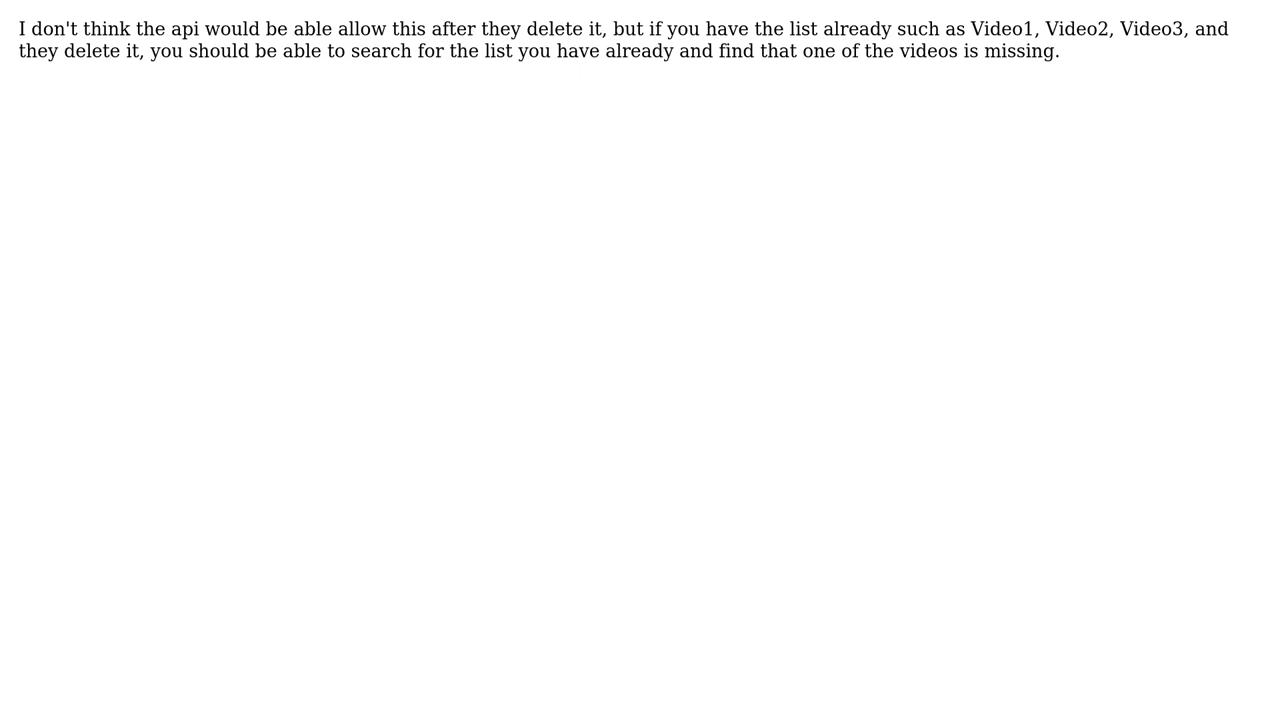 I don't think the api would be able allow this after they delete it, but if you have the list already such as Video1, Video2, Video3, and
they delete it, you should be able to search for the list you have already and find that one of the videos is missing.